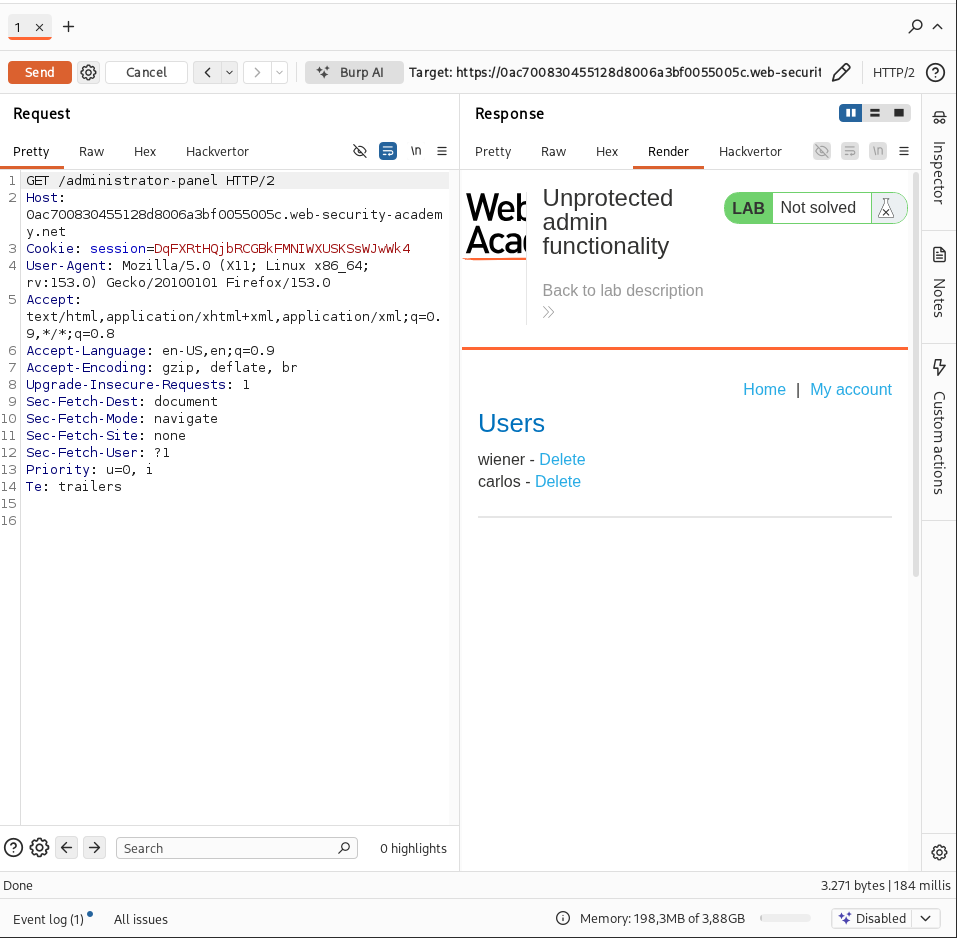 1
Send
Cancel
Burp AI
Target: https://0ac700830455128d8006a3bf0055005c.web-securit
HTTP/2
Request
Pretty
Raw
Hex
Hackvertor
\n
1 GET /administrator-panel HTTP/2
2 Host:
0ac700830455128d8006a3bf0055005c.web-security-academ
y.net
3 Cookie: session=DqFXRtHQjbRCGBkFMNIWXUSKSsWJwWk4
4 User-Agent: Mozilla/5.0 (X11; Linux x86_64;
rv:153.0) Gecko/20100101 Firefox/153.0
5 Accept:
text/html,application/xhtml+xml,application/xml;q=0.
9,*/*;q=0.8
6 Accept-Language: en-US,en;q=0.9
7 Accept-Encoding: gzip, deflate, br
8 Upgrade-Insecure-Requests: 1
9 Sec-Fetch-Dest: document
10 Sec-Fetch-Mode: navigate
11 Sec-Fetch-Site: none
12 Sec-Fetch-User: ?1
13 Priority: u=0, i
14 Te: trailers
15
16
Search
0 highlights
Response
Pretty
Raw
Hex
Render
Hackvertor
\n
Web
Aca
Unprotected
admin
functionality
Back to lab description
LAB
Not solved
Home | My account
Users
wiener - Delete
carlos - Delete
Inspector
Notes
Custom actions
Done
3.271 bytes | 184 millis
Event log (1)
All issues
Memory: 198,3MB of 3,88GB
Disabled